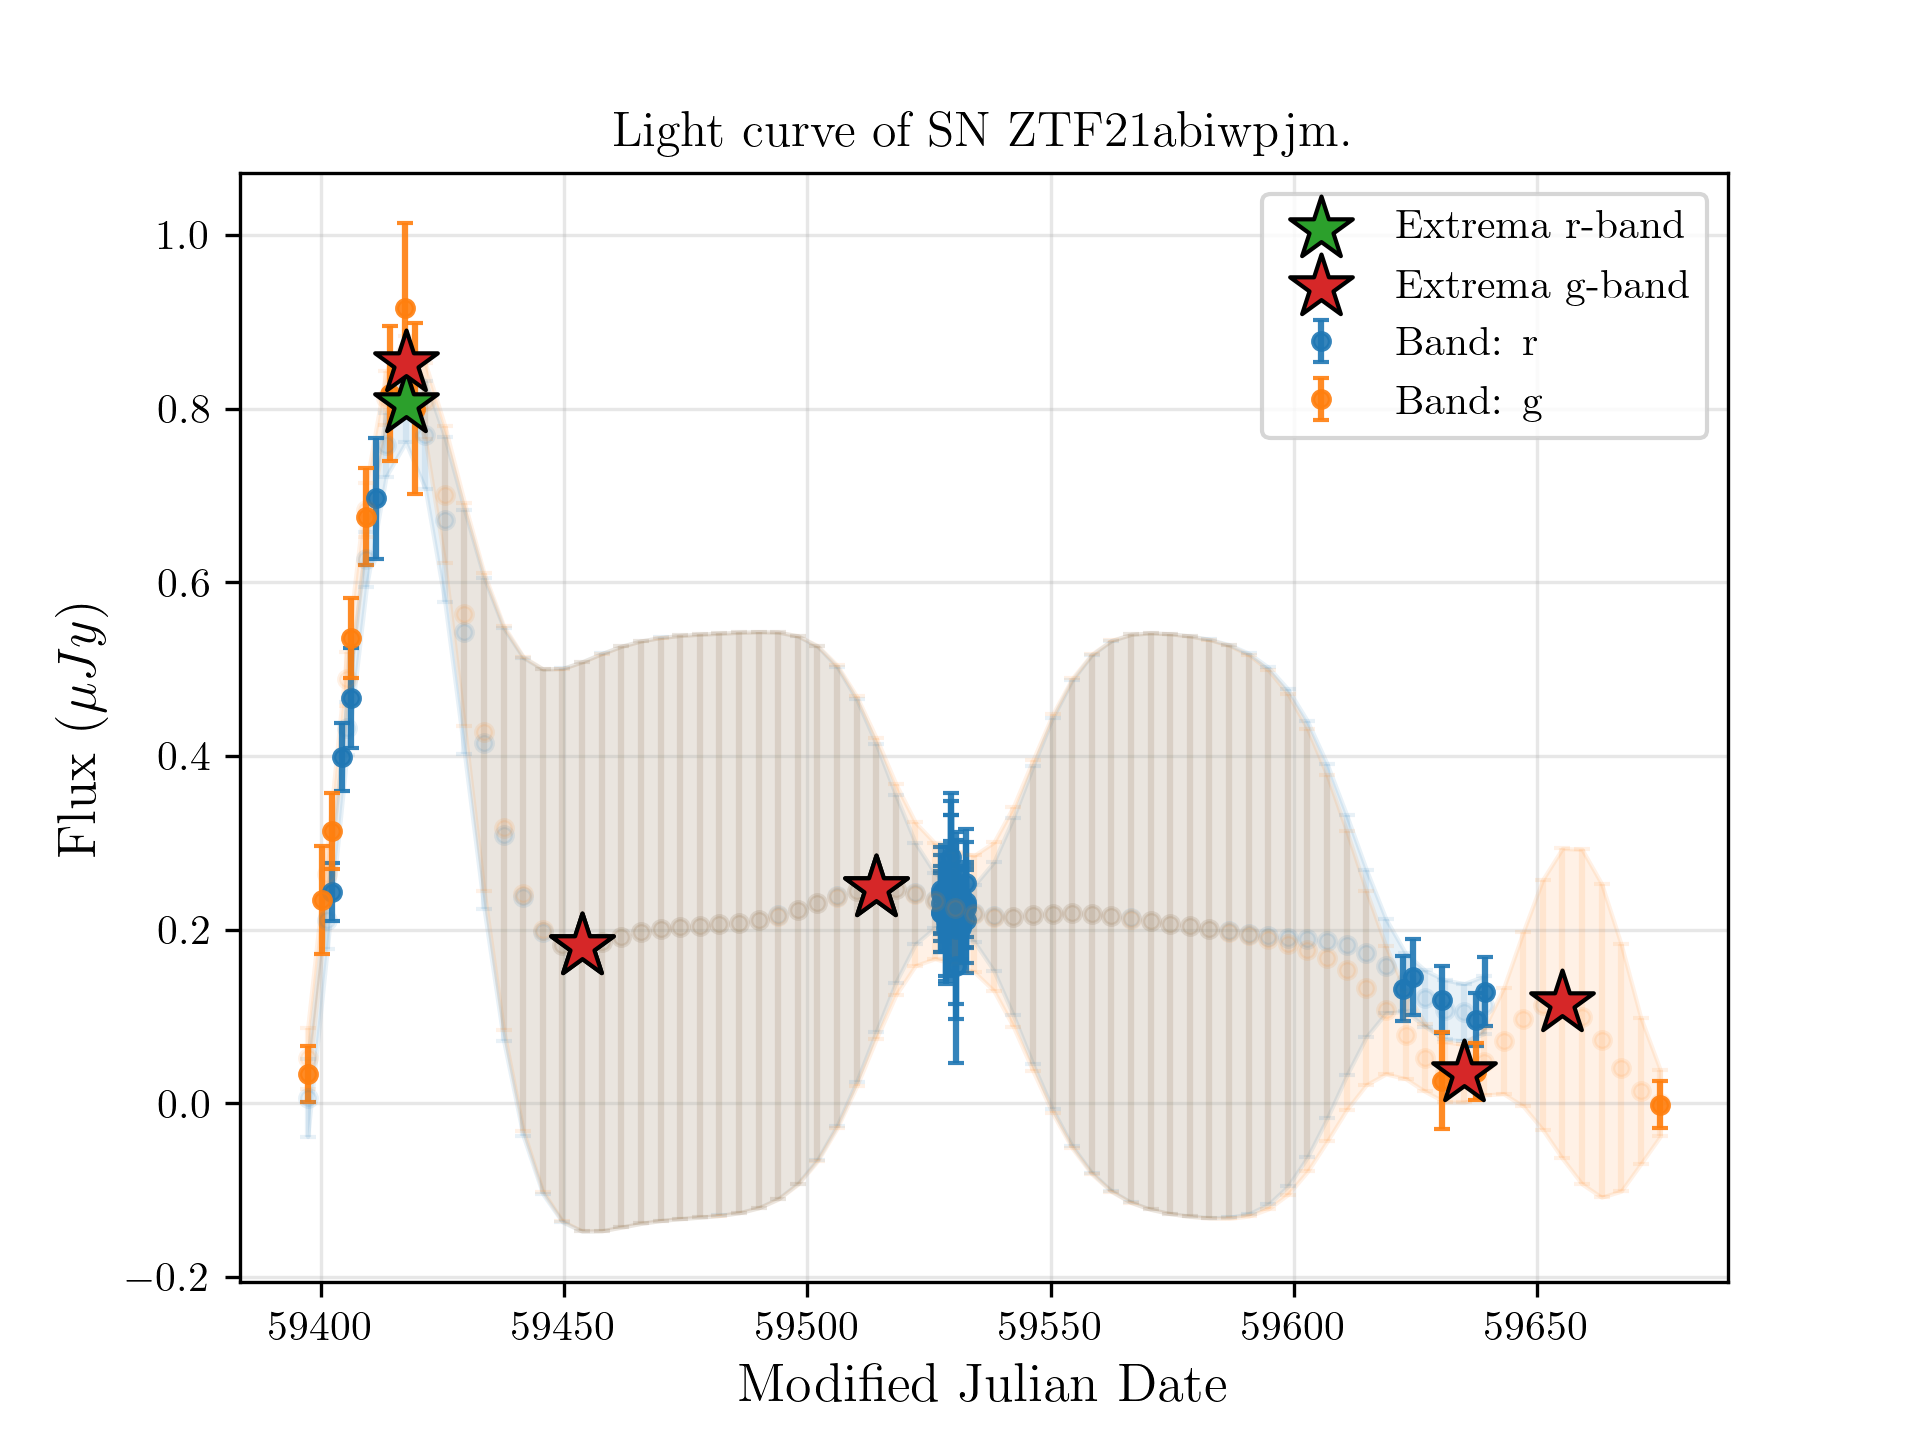 Light curve of SN ZTF21abiwpjm.
Extrema r-band
Extrema g-band
Band: r
Band: g
Flux (μJy)
1.0
0.8
0.6
0.4
0.2
0.0
−0.2
59400 59450 59500 59550 59600 59650
Modified Julian Date